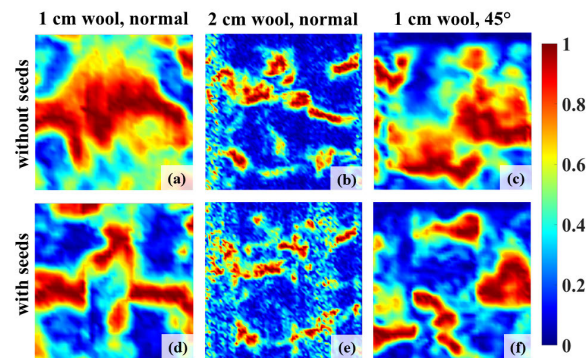 1 cm wool, normal 2 cm wool, normal 1 cm wool, 45°
without seeds
(a) (b) (c)
with seeds
(d) (e) (f)
1
0.8
0.6
0.4
0.2
0